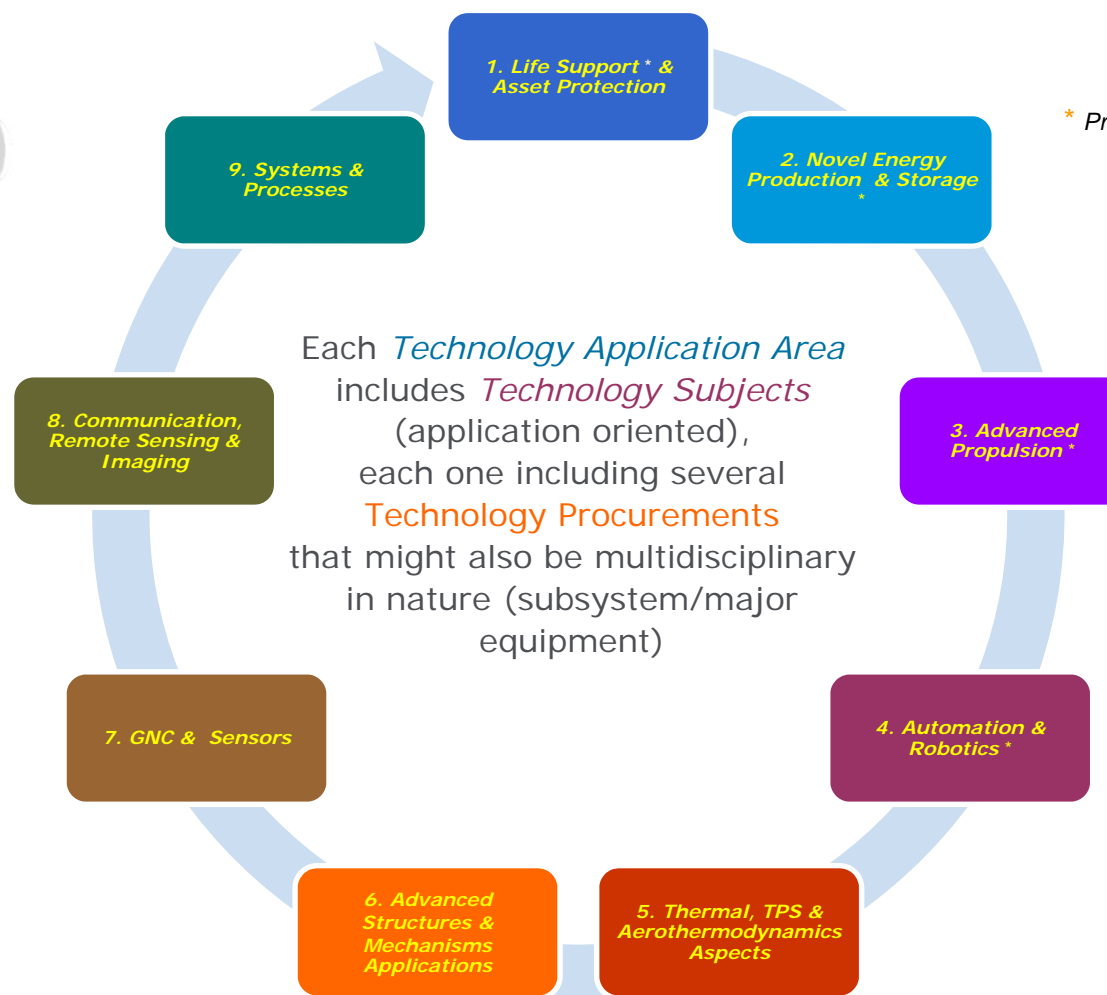 1. Life Support * &
Asset Protection
* Pr
2. Novel Energy
Production & Storage
*
3. Advanced
Propulsion *
4. Automation &
Robotics *
5. Thermal, TPS &
Aerothermodynamics
Aspects
6. Advanced
Structures &
Mechanisms
Applications
7. GNC & Sensors
8. Communication,
Remote Sensing &
Imaging
9. Systems &
Processes
Each Technology Application Area
includes Technology Subjects
(application oriented),
each one including several
Technology Procurements
that might also be multidisciplinary
in nature (subsystem/major
equipment)